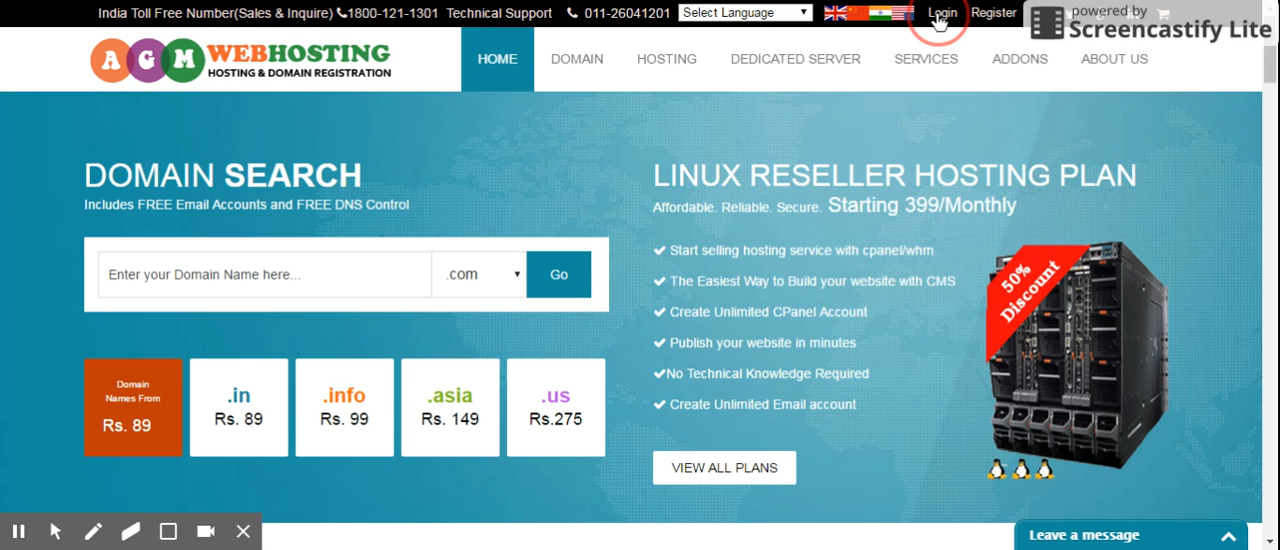 India Toll Free Number(Sales & Inquire) 1800-121-1301 Technical Support 011-26041201 Select Language Login Register
powered by
Screencastify Lite
AGM WEBHOSTING
HOSTING & DOMAIN REGISTRATION
HOME DOMAIN HOSTING DEDICATED SERVER SERVICES ADDONS ABOUT US
DOMAIN SEARCH
Includes FREE Email Accounts and FREE DNS Control
Enter your Domain Name here... .com Go
Domain
Names From
Rs. 89
.in
Rs. 89
.info
Rs. 99
.asia
Rs. 149
.us
Rs.275
LINUX RESELLER HOSTING PLAN
Affordable. Reliable. Secure. Starting 399/Monthly
Start selling hosting service with cpanel/whm
The Easiest Way to Build your website with CMS
Create Unlimited CPanel Account
Publish your website in minutes
No Technical Knowledge Required
Create Unlimited Email account
VIEW ALL PLANS
50%
Discount
Leave a message